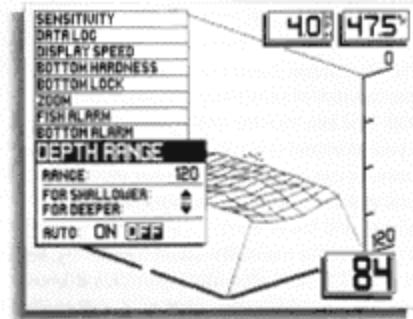 SENSITIVITY
DATA LOG
DISPLAY SPEED
BOTTOM HARDNESS
BOTTOM LOCK
ZOOM
FISH ALARM
BOTTOM ALARM
DEPTH RANGE
RANGE: 120
FOR SHALLOWER:
FOR DEEPER:
AUTO: ON OFF
4.0
47.5°
0
120
84